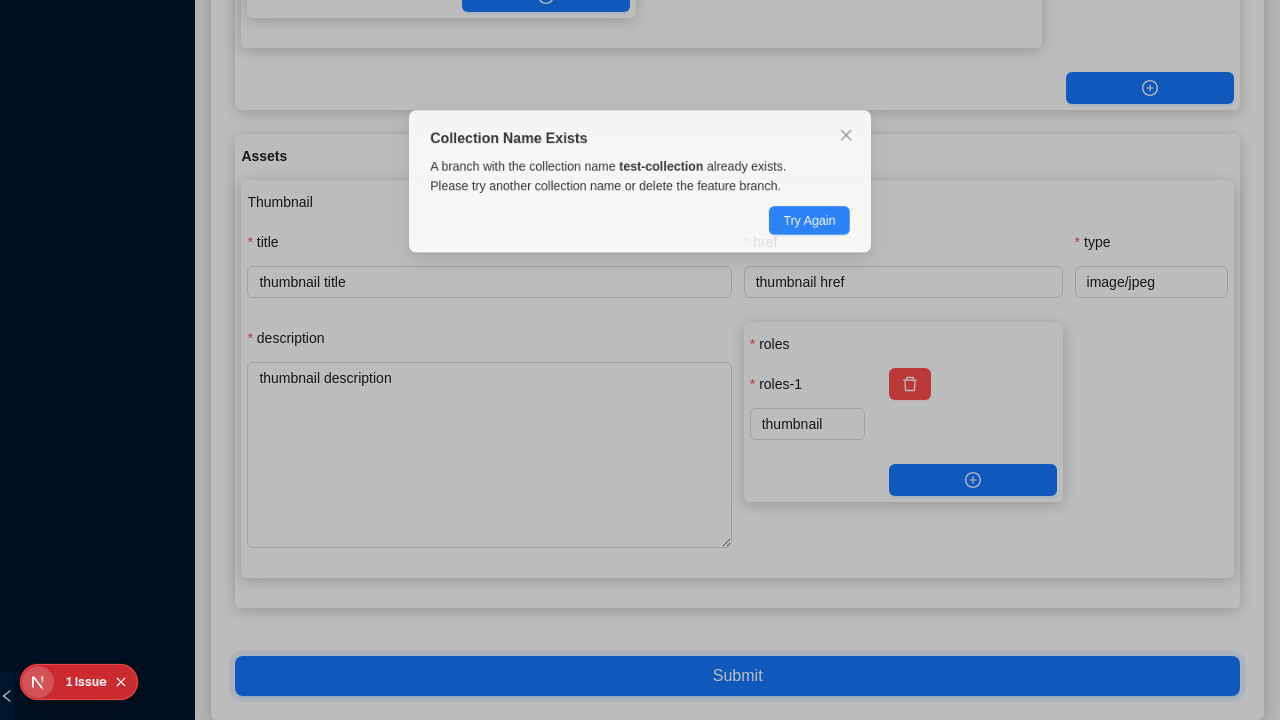 Collection Name Exists
A branch with the collection name test-collection already exists.
Please try another collection name or delete the feature branch.
Try Again
Assets
Thumbnail
* title
* href
* type
thumbnail title
thumbnail href
image/jpeg
* description
thumbnail description
* roles
* roles-1
thumbnail
Submit
N 1 Issue